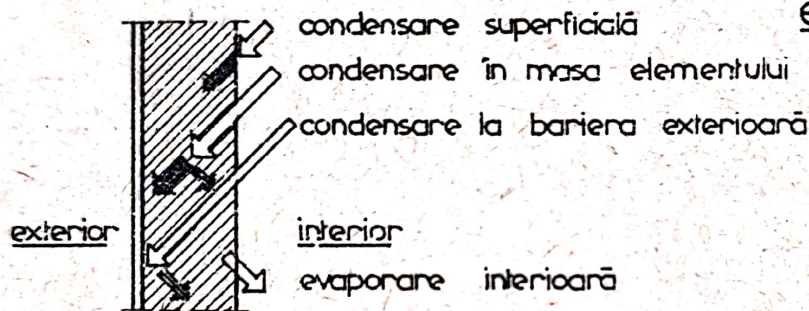 condensare superficială
condensare în masa elementului
condensare la bariera exterioară
exterior interior
evaporare interioară